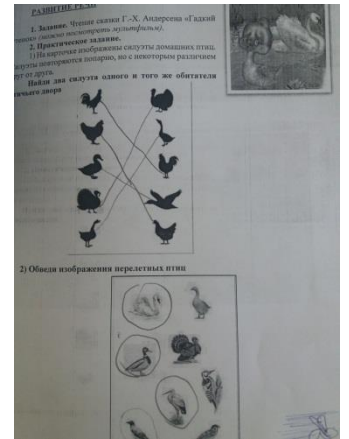 РАЗВИТИЕ РЕЧИ
1. Задание. Чтение сказки Г.-Х. Андерсена «Гадкий
(можно посмотреть мультфильм).
2. Практическое задание.
1) На карточке изображены силуэты домашних птиц,
силуэты повторяются попарно, но с некоторым различием
друг от друга.
Найди два силуэта одного и того же обитателя
птичьего двора
2) Обведи изображения перелетных птиц